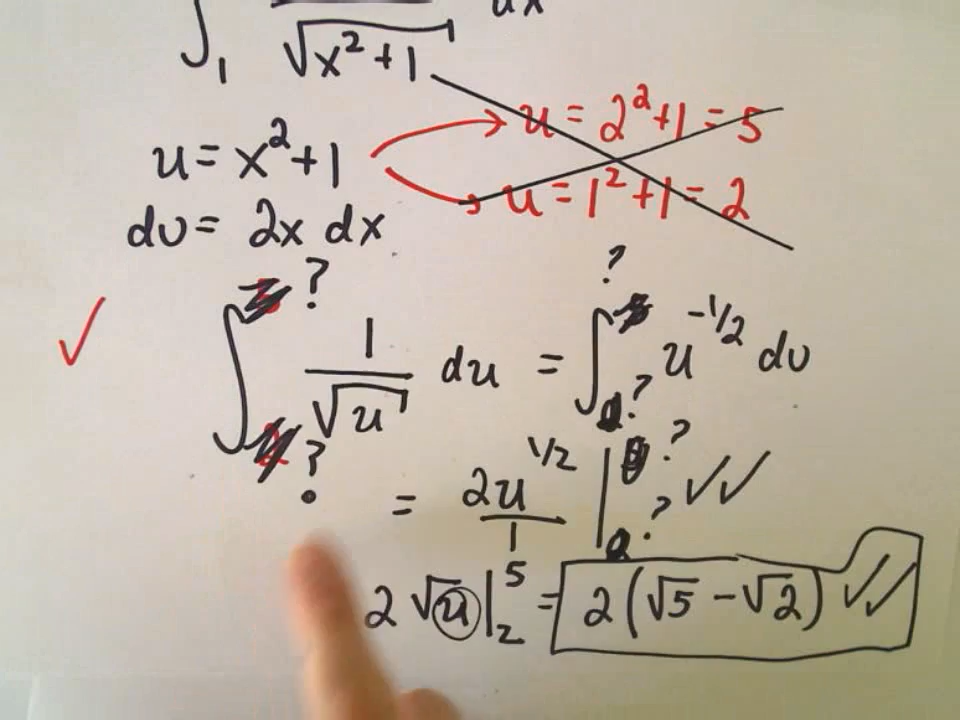 ∫₁ dx
√(x² + 1)
u = 2² + 1 = 5
u = x² + 1
u = 1² + 1 = 2
du = 2x dx
? ?
∫ 1/√u du = ∫ u^(-1/2) du
? ?
= 2u^(1/2)/1 | ? ?
2√u |₂⁵ = 2(√5 − √2)